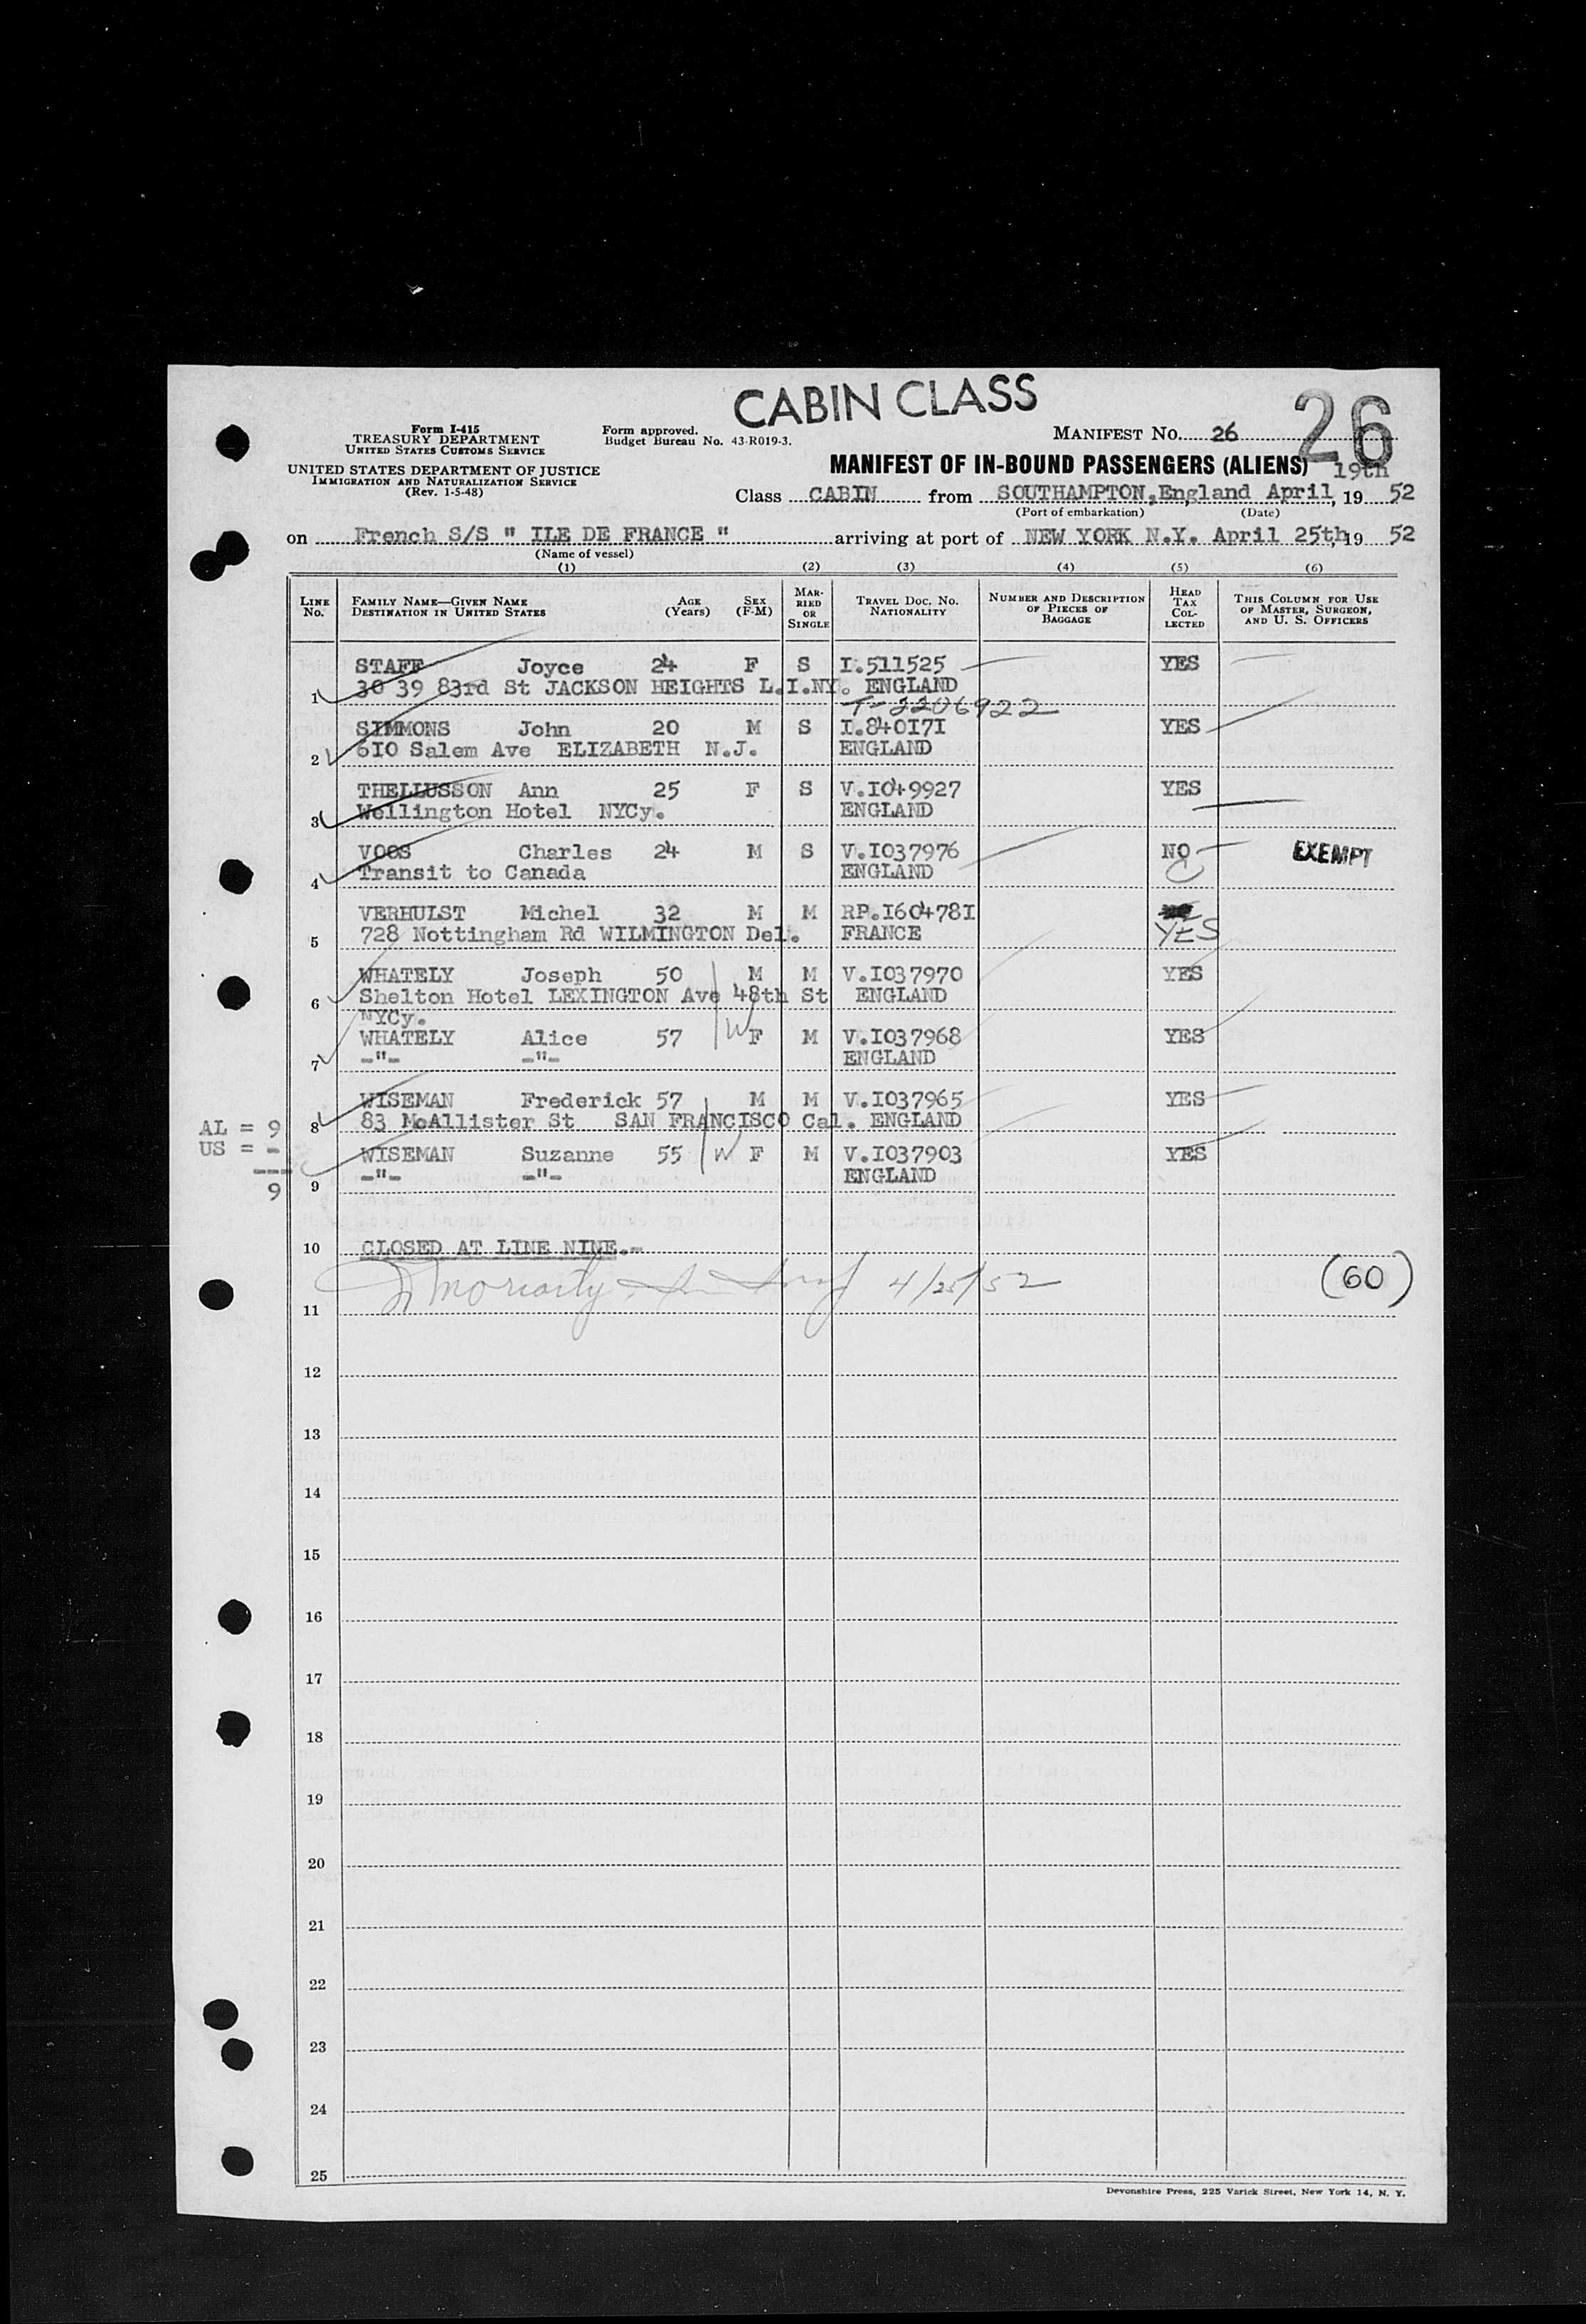 CABIN CLASS
26
Form I-415
TREASURY DEPARTMENT
UNITED STATES CUSTOMS SERVICE
UNITED STATES DEPARTMENT OF JUSTICE
IMMIGRATION AND NATURALIZATION SERVICE
(Rev. 1-5-48)
Form approved.
Budget Bureau No. 43-R019-3.
MANIFEST No. 26
MANIFEST OF IN-BOUND PASSENGERS (ALIENS)
19th
Class CABIN from SOUTHAMPTON,England April, 19 52
(Port of embarkation) (Date)
on French S/S " ILE DE FRANCE " arriving at port of NEW YORK N.Y. April 25th, 19 52
(Name of vessel)
(1) (2) (3) (4) (5) (6)
LINE No. FAMILY NAME—GIVEN NAME DESTINATION IN UNITED STATES AGE (Years) SEX (F-M) MARRIED OR SINGLE TRAVEL DOC. NO. NATIONALITY NUMBER AND DESCRIPTION OF PIECES OF BAGGAGE HEAD TAX COLLECTED THIS COLUMN FOR USE OF MASTER, SURGEON, AND U. S. OFFICERS
STAFF Joyce 24 F S I.511525 YES
1 30 39 83rd St JACKSON HEIGHTS L.I.NY. ENGLAND
T-2206922
SIMMONS John 20 M S I.840I7I YES
2 6I0 Salem Ave ELIZABETH N.J. ENGLAND
THELLUSSON Ann 25 F S V.I049927 YES
3 Wellington Hotel NYCy. ENGLAND
VOOS Charles 24 M S V.I037976 NO EXEMPT
4 Transit to Canada ENGLAND C
VERHULST Michel 32 M M RP.I60478I
5 728 Nottingham Rd WILMINGTON Del. FRANCE YES
WHATELY Joseph 50 M M V.I037970 YES
6 Shelton Hotel LEXINGTON Ave 48th St ENGLAND
NYCy.
WHATELY Alice 57 W F M V.I037968 YES
7 -"- -"- ENGLAND
WISEMAN Frederick 57 M M V.I037965 YES
8 83 McAllister St SAN FRANCISCO Cal. ENGLAND
WISEMAN Suzanne 55 W F M V.I037903 YES
9 -"- -"- ENGLAND
AL = 9
US = -
---
9
10 CLOSED AT LINE NINE.-
Moriarty 4/25/52 (60)
11
12
13
14
15
16
17
18
19
20
21
22
23
24
25
Devonshire Press, 225 Varick Street, New York 14, N. Y.